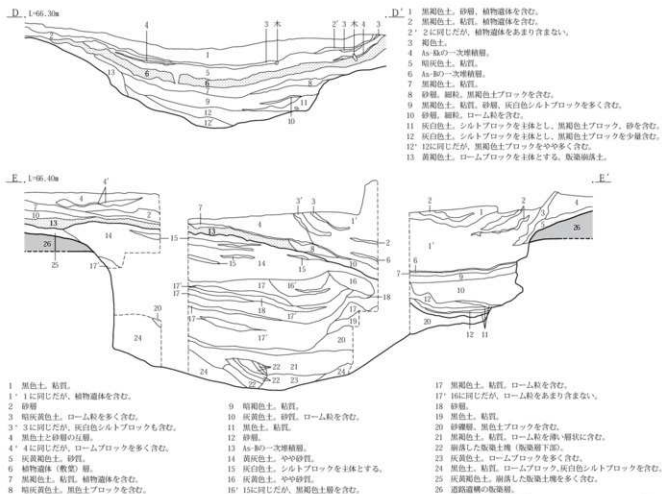 D L=66.30m
D′
4
3 木
2′ 木 4 3
1
2
13
6
5
6
8
7
9
11
12
12′
10
1 黒褐色土。砂層、植物遺体を含む。
2 黒褐色土。粘質。植物遺体を含む。
2′ 2に同じだが、植物遺体をあまり含まない。
3 褐色土。
4 As-Kkの一次堆積層。
5 暗灰色土。粘質。
6 As-Bの一次堆積層。
7 黒褐色土。粘質。
8 砂層。細粒。黒褐色土ブロックを含む。
9 黒褐色土。粘質。砂層、灰白色シルトブロックを多く含む。
10 砂層。細粒。ローム粒を含む。
11 灰白色土。シルトブロックを主体とし、黒褐色土ブロック、砂を含む。
12 灰白色土。シルトブロックを主体とし、黒褐色土ブロックを少量含む。
12′ 12に同じだが、黒褐色土ブロックをやや多く含む。
13 黄褐色土。ロームブロックを主体とする。版築崩落土。
E L=66.40m
E′
1 黒色土。粘質。
1′ 1に同じだが、植物遺体を含む。
2 砂層
3 暗灰黄色土。ローム粒を多く含む。
3′ 3に同じだが、灰白色シルトブロックも含む。
4 黒色土と砂層の互層。
4′ 4に同じだが、ロームブロックを多く含む。
5 灰黄褐色土。砂質。
6 植物遺体（敷葉）層。
7 黒褐色土。粘質。植物遺体を含む。
8 暗灰黄色土。黒色土ブロックを含む。
9 暗褐色土。粘質。
10 灰黄褐色土。砂質。ローム粒を含む。
11 黒色土。粘質。
12 砂層。
13 As-Bの一次堆積層。
14 黄灰色土。やや砂質。
15 灰白色土。シルトブロックを主体とする。
16 灰黄色土。やや砂質。
16′ 15に同じだが、黒褐色土層を含む。
17 黒褐色土。粘質。ローム粒を含む。
17′ 16に同じだが、ローム粒をあまり含まない。
18 砂層。
19 黒色土。粘質。
20 砂礫層。黒色土ブロックを含む。
21 黒褐色土。粘質。ローム粒を薄い層状に含む。
22 崩落した版築土塊（版築層下部）。
23 灰黄色土。ロームブロックを多く含む。
24 黒色土。粘質。ロームブロック、灰白色シルトブロックを含む。
25 灰黄褐色土。崩落した版築土塊を多く含む。
26 道路遺構の版築層。